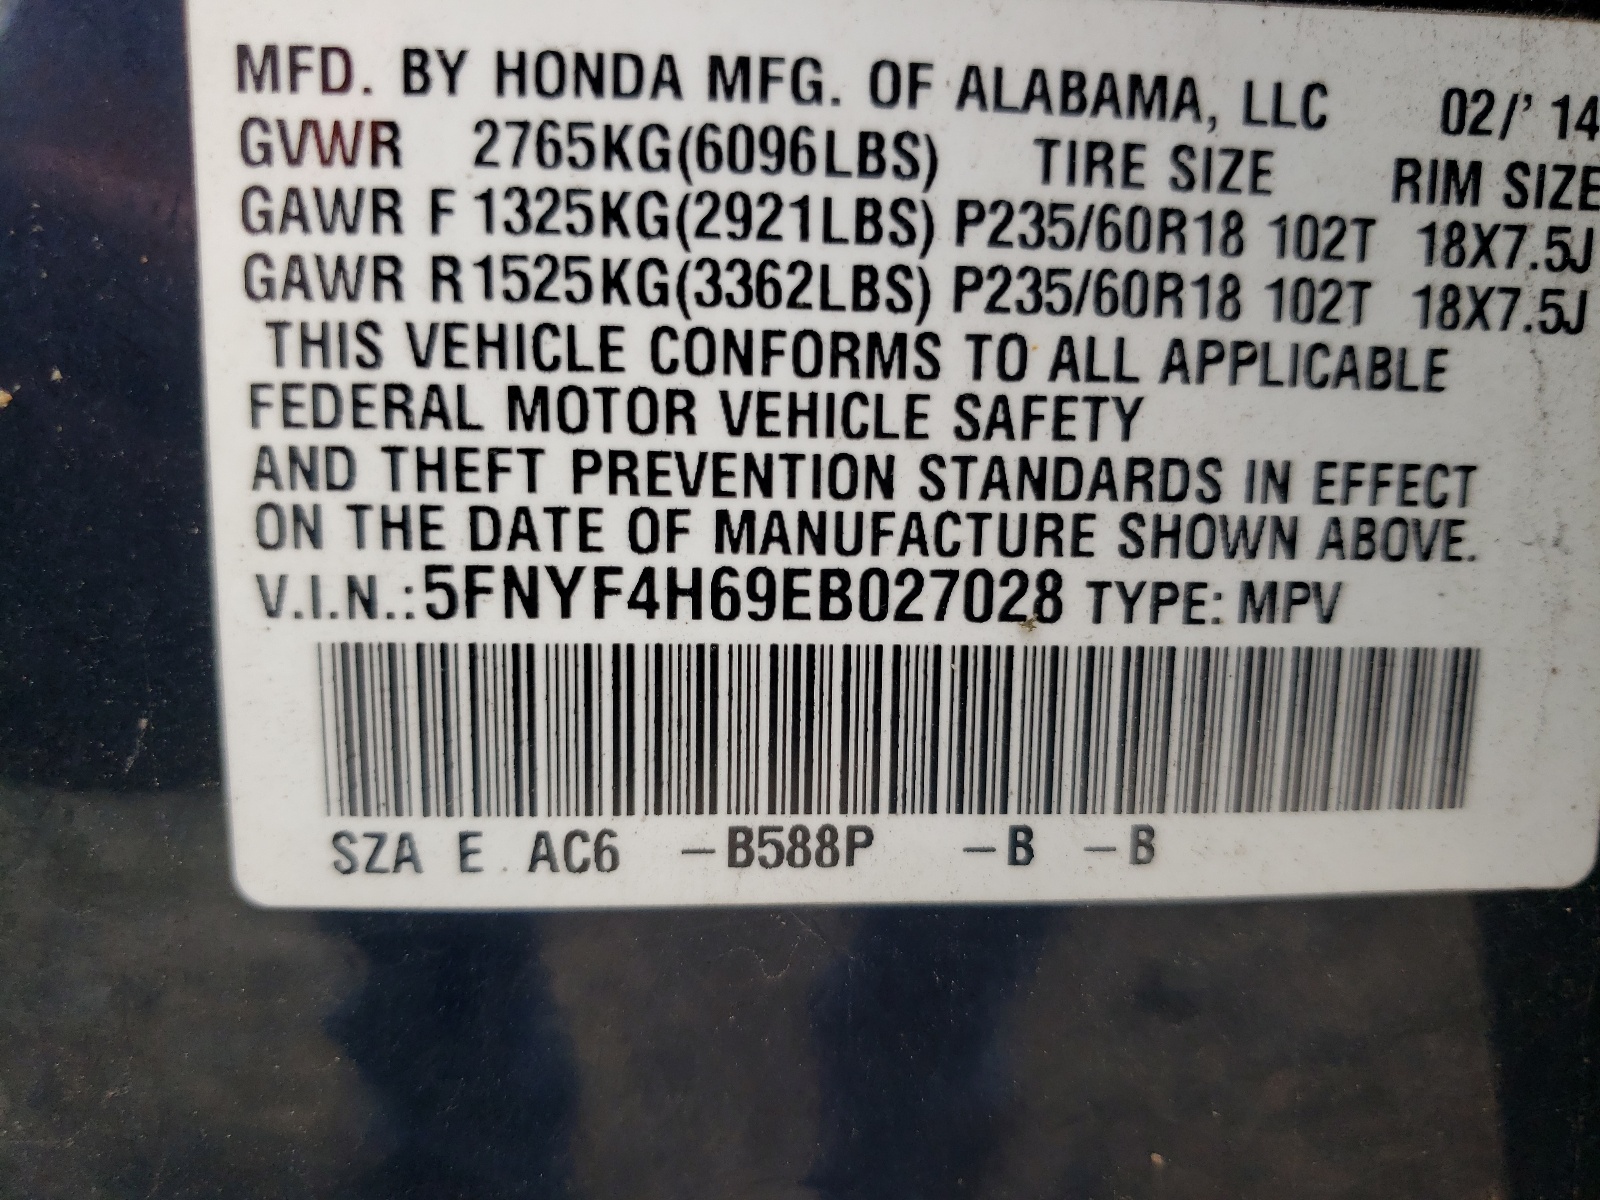 MFD. BY HONDA MFG. OF ALABAMA, LLC 02/' 14
GVWR 2765KG(6096LBS) TIRE SIZE RIM SIZE
GAWR F 1325KG(2921LBS) P235/60R18 102T 18X7.5J
GAWR R 1525KG(3362LBS) P235/60R18 102T 18X7.5J
THIS VEHICLE CONFORMS TO ALL APPLICABLE
FEDERAL MOTOR VEHICLE SAFETY
AND THEFT PREVENTION STANDARDS IN EFFECT
ON THE DATE OF MANUFACTURE SHOWN ABOVE.
V.I.N.:5FNYF4H69EB027028 TYPE: MPV
SZA E . AC6 –B588P –B –B